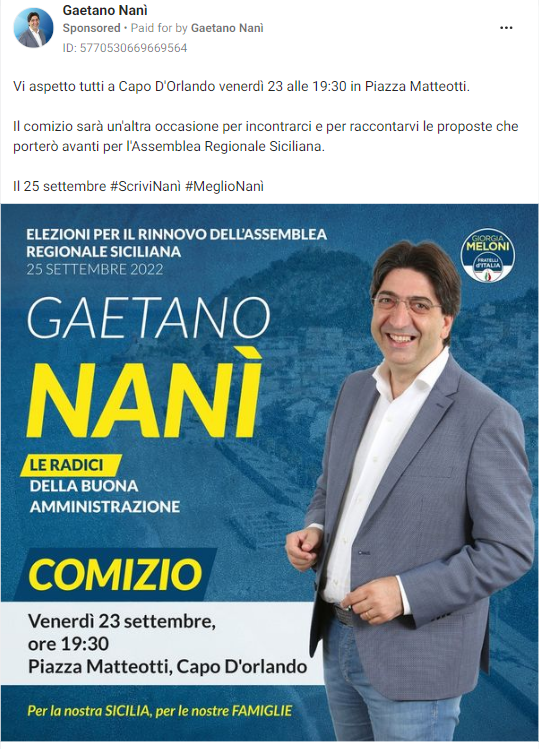 Gaetano Nanì
Sponsored • Paid for by Gaetano Nanì
ID: 5770530669669564
Vi aspetto tutti a Capo D'Orlando venerdì 23 alle 19:30 in Piazza Matteotti.
Il comizio sarà un'altra occasione per incontrarci e per raccontarvi le proposte che
porterò avanti per l'Assemblea Regionale Siciliana.
Il 25 settembre #ScriviNanì #MeglioNanì
ELEZIONI PER IL RINNOVO DELL'ASSEMBLEA
REGIONALE SICILIANA
25 SETTEMBRE 2022
GIORGIA
MELONI
FRATELLI
d'ITALIA
GAETANO
NANÌ
LE RADICI
DELLA BUONA
AMMINISTRAZIONE
COMIZIO
Venerdì 23 settembre,
ore 19:30
Piazza Matteotti, Capo D'orlando
Per la nostra SICILIA, per le nostre FAMIGLIE